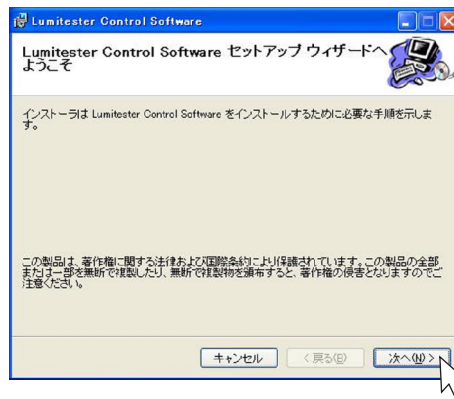 Lumitester Control Software
Lumitester Control Software セットアップ ウィザードへ
ようこそ
インストーラは Lumitester Control Software をインストールするために必要な手順を示しま
す。
この製品は、著作権に関する法律および国際条約により保護されています。この製品の全部
または一部を無断で複製したり、無断で複製物を頒布すると、著作権の侵害となりますのでご
注意ください。
キャンセル
< 戻る(B)
次へ(N) >